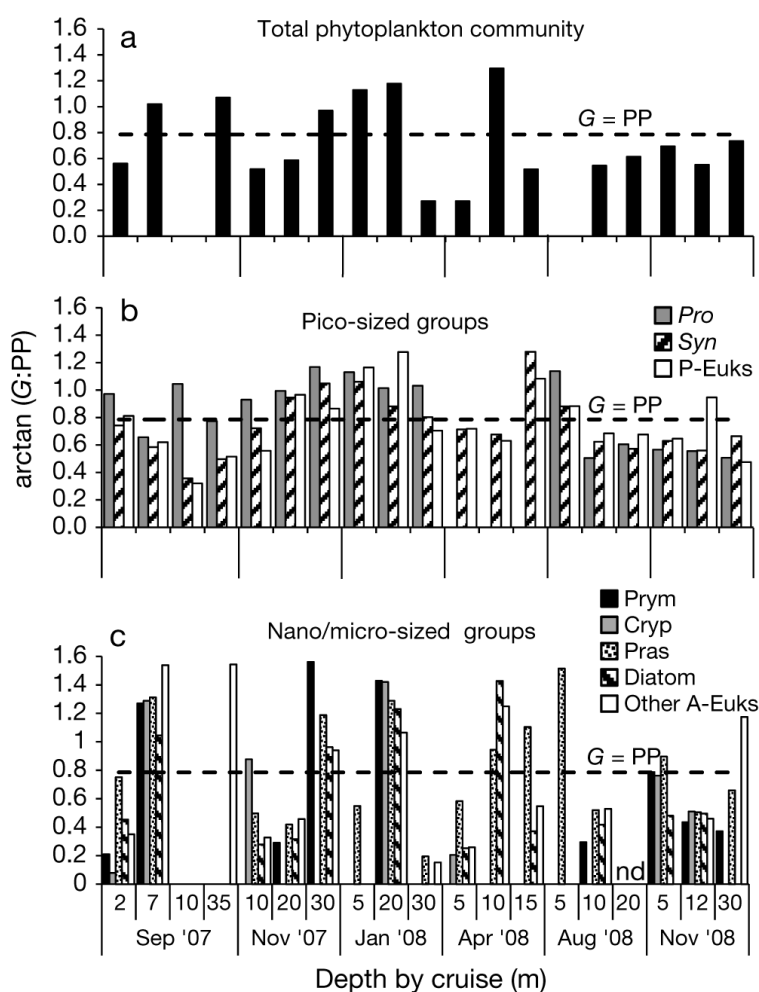 a
Total phytoplankton community
1.6
1.4
1.2
1.0
0.8
0.6
0.4
0.2
0.0
G = PP
b
Pico-sized groups
Pro
Syn
P-Euks
1.6
1.4
1.2
1.0
0.8
0.6
0.4
0.2
0.0
G = PP
arctan (G:PP)
c
Nano/micro-sized groups
Prym
Cryp
Pras
Diatom
Other A-Euks
1.6
1.4
1.2
1
0.8
0.6
0.4
0.2
0
G = PP
nd
2 7 10 35 10 20 30 5 20 30 5 10 15 5 10 20 5 12 30
Sep '07 Nov '07 Jan '08 Apr '08 Aug '08 Nov '08
Depth by cruise (m)